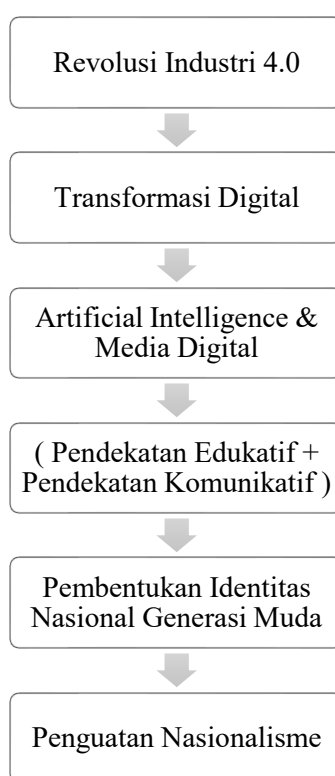 Revolusi Industri 4.0
Transformasi Digital
Artificial Intelligence &
Media Digital
( Pendekatan Edukatif +
Pendekatan Komunikatif )
Pembentukan Identitas
Nasional Generasi Muda
Penguatan Nasionalisme